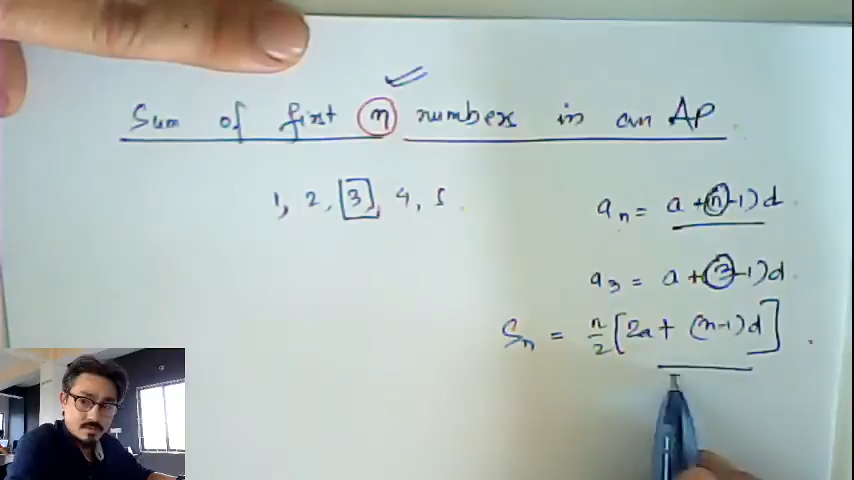 Sum of first n numbers in an AP.
1, 2, 3, 4, 5.
aₙ = a + (n-1)d.
a₃ = a + (3-1)d.
Sₙ = n/2 [2a + (n-1)d].